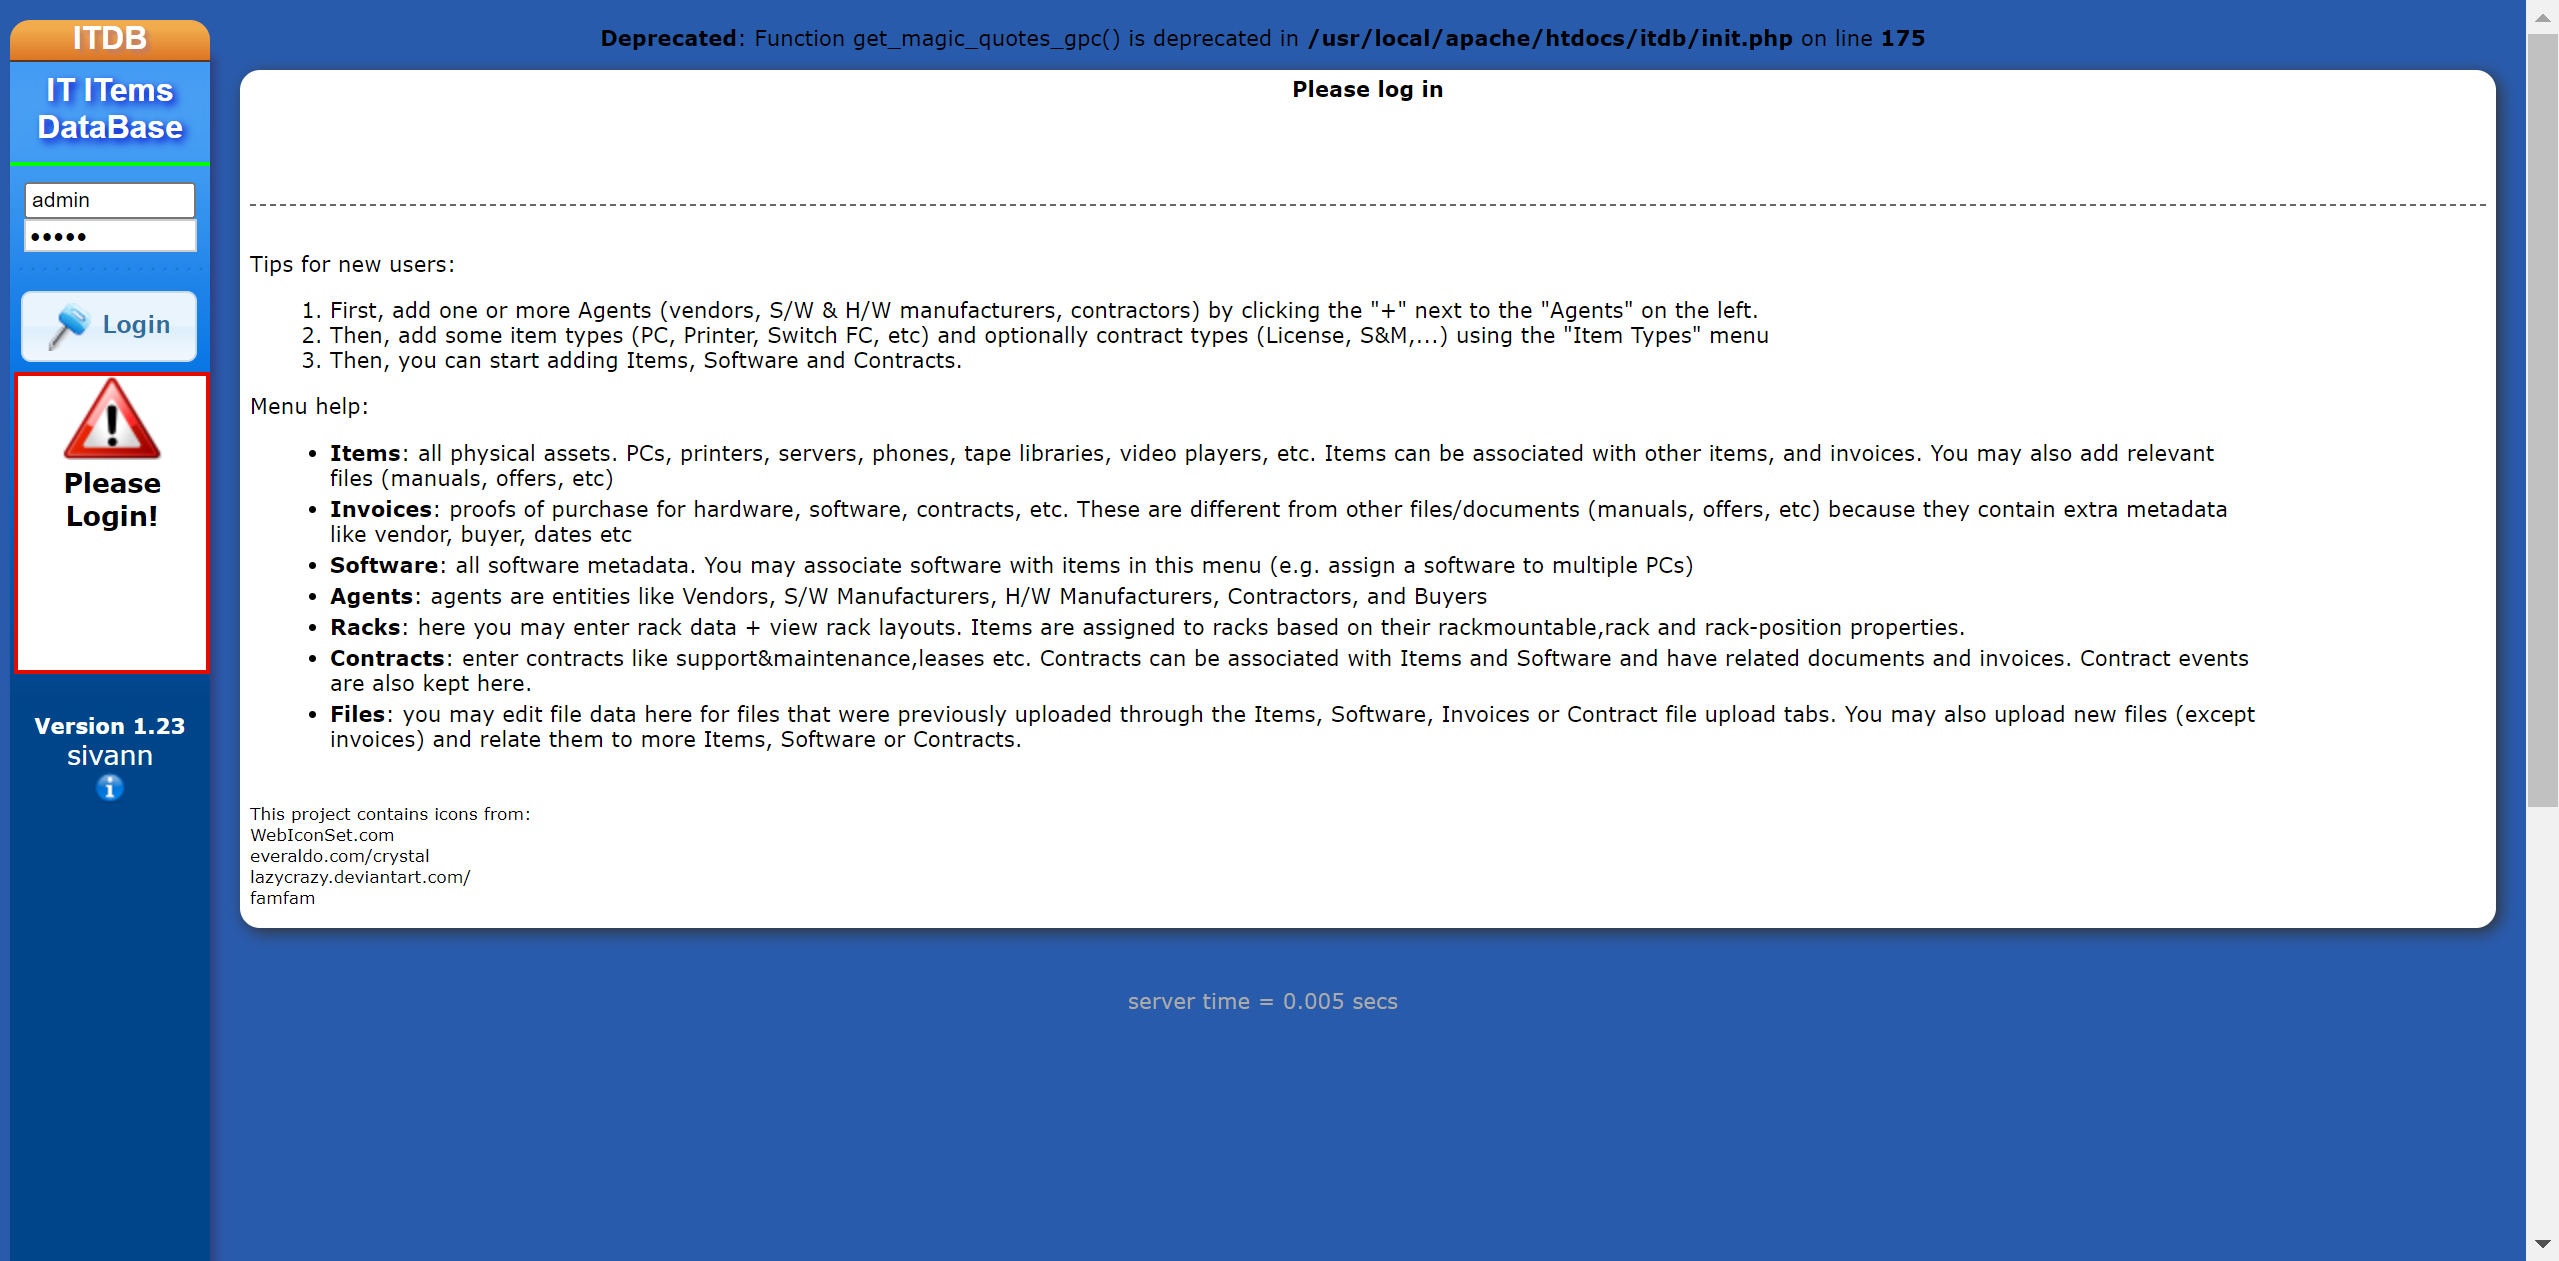 ITDB
IT ITems
DataBase
admin
•••••
Login
Please
Login!
Version 1.23
sivann
Deprecated: Function get_magic_quotes_gpc() is deprecated in /usr/local/apache/htdocs/itdb/init.php on line 175
Please log in
Tips for new users:
1. First, add one or more Agents (vendors, S/W & H/W manufacturers, contractors) by clicking the "+" next to the "Agents" on the left.
2. Then, add some item types (PC, Printer, Switch FC, etc) and optionally contract types (License, S&M,...) using the "Item Types" menu
3. Then, you can start adding Items, Software and Contracts.
Menu help:
• Items: all physical assets. PCs, printers, servers, phones, tape libraries, video players, etc. Items can be associated with other items, and invoices. You may also add relevant
files (manuals, offers, etc)
• Invoices: proofs of purchase for hardware, software, contracts, etc. These are different from other files/documents (manuals, offers, etc) because they contain extra metadata
like vendor, buyer, dates etc
• Software: all software metadata. You may associate software with items in this menu (e.g. assign a software to multiple PCs)
• Agents: agents are entities like Vendors, S/W Manufacturers, H/W Manufacturers, Contractors, and Buyers
• Racks: here you may enter rack data + view rack layouts. Items are assigned to racks based on their rackmountable,rack and rack-position properties.
• Contracts: enter contracts like support&maintenance,leases etc. Contracts can be associated with Items and Software and have related documents and invoices. Contract events
are also kept here.
• Files: you may edit file data here for files that were previously uploaded through the Items, Software, Invoices or Contract file upload tabs. You may also upload new files (except
invoices) and relate them to more Items, Software or Contracts.
This project contains icons from:
WebIconSet.com
everaldo.com/crystal
lazycrazy.deviantart.com/
famfam
server time = 0.005 secs